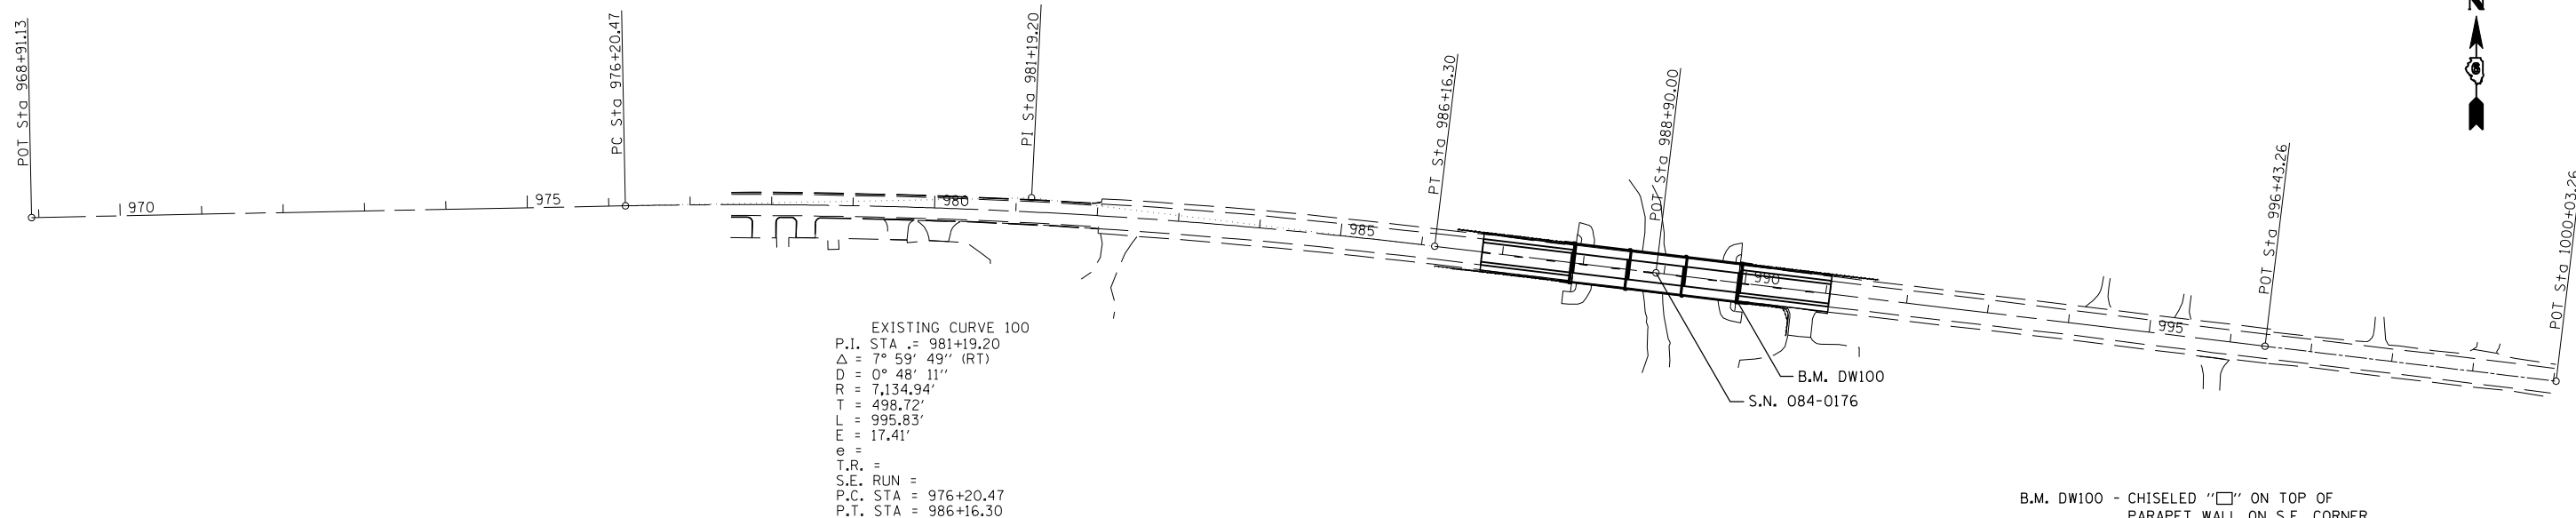 POT Sta 968+91.13
PC Sta 976+20.47
PI Sta 981+19.20
PT Sta 986+16.30
POT Sta 988+90.00
POT Sta 996+43.26
POT Sta 1000+03.26
N
970
975
980
985
990
995
B.M. DW100
S.N. 084-0176
EXISTING CURVE 100
P.I. STA .= 981+19.20
△ = 7° 59' 49'' (RT)
D = 0° 48' 11''
R = 7,134.94'
T = 498.72'
L = 995.83'
E = 17.41'
e =
T.R. =
S.E. RUN =
P.C. STA = 976+20.47
P.T. STA = 986+16.30
B.M. DW100 - CHISELED "□" ON TOP OF
PARAPET WALL ON S.E. CORNER